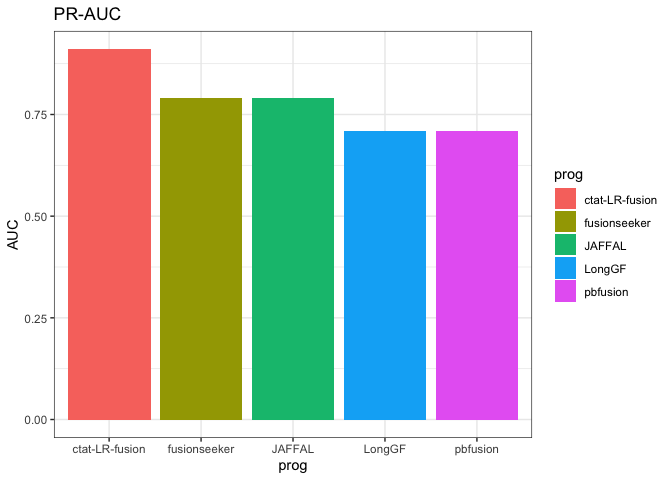 PR-AUC
AUC
0.75
0.50
0.25
0.00
ctat-LR-fusion
fusionseeker
JAFFAL
LongGF
pbfusion
prog
prog
ctat-LR-fusion
fusionseeker
JAFFAL
LongGF
pbfusion